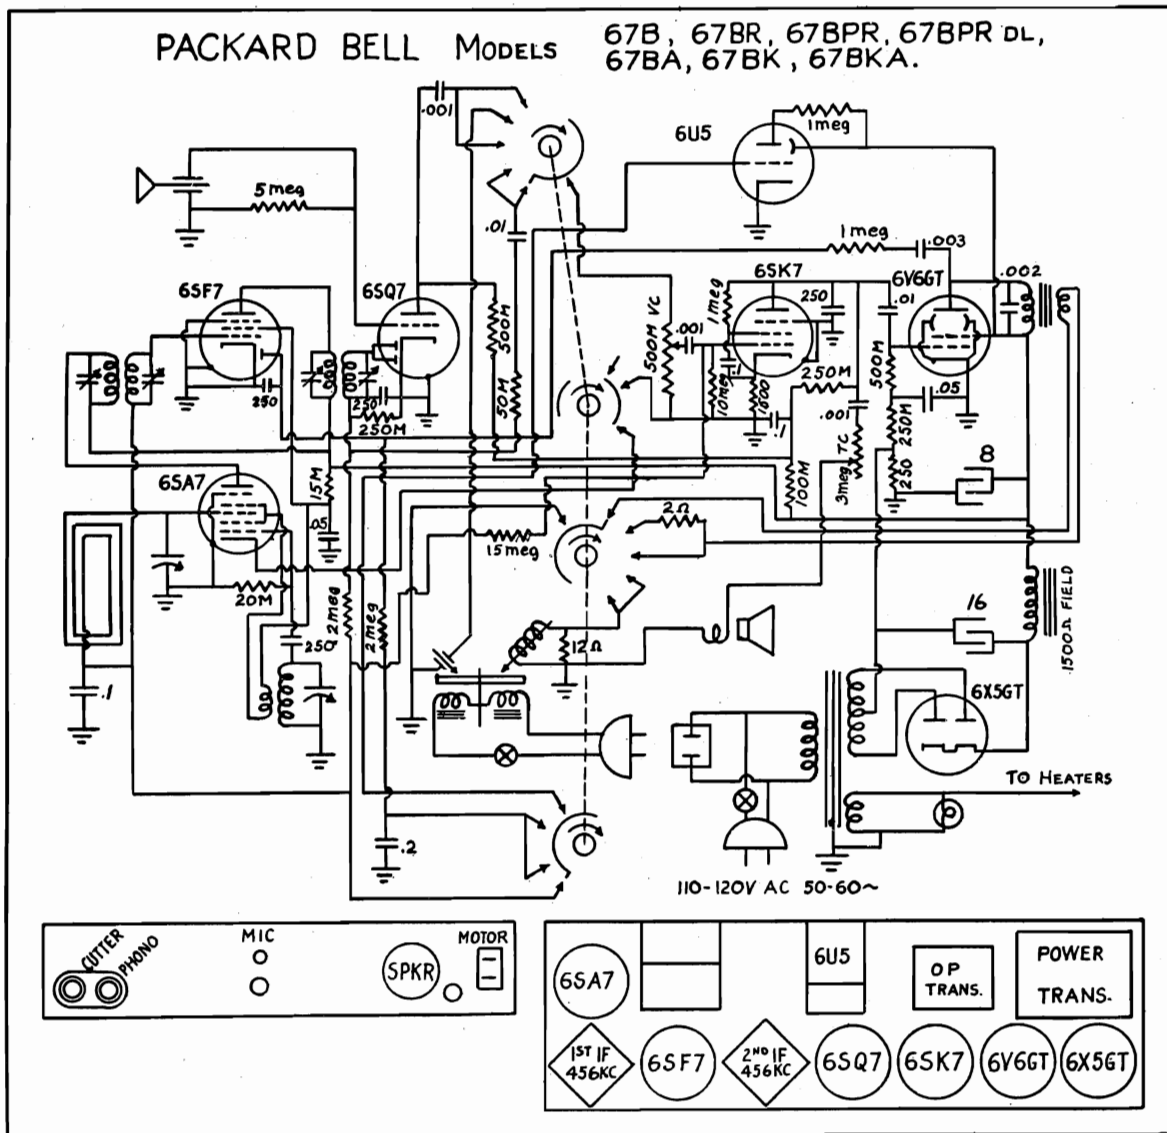 PACKARD BELL MODELS 67B, 67BR, 67BPR, 67BPR DL,
67BA, 67BK, 67BKA.
.001
6U5
1meg
5 meg
.01
1meg
.003
6SF7
6SQ7
6SK7
6V6GT
.002
1meg
250
.01
500M
500M VC
.001
250
250
250M
50M
.1
10meg
1600
250M
500M
.05
.001
.1
250M
6SA7
15M
3meg TC
100M
250
8
.05
2Ω
15meg
20M
2meg
2meg
250
12Ω
16
1500Ω FIELD
.1
6X5GT
TO HEATERS
.2
110-120V AC 50-60~
CUTTER
PHONO
MIC
SPKR
MOTOR
6SA7
6U5
OP
TRANS.
POWER
TRANS.
1ST IF
456KC
6SF7
2ND IF
456KC
6SQ7
6SK7
6V6GT
6X5GT